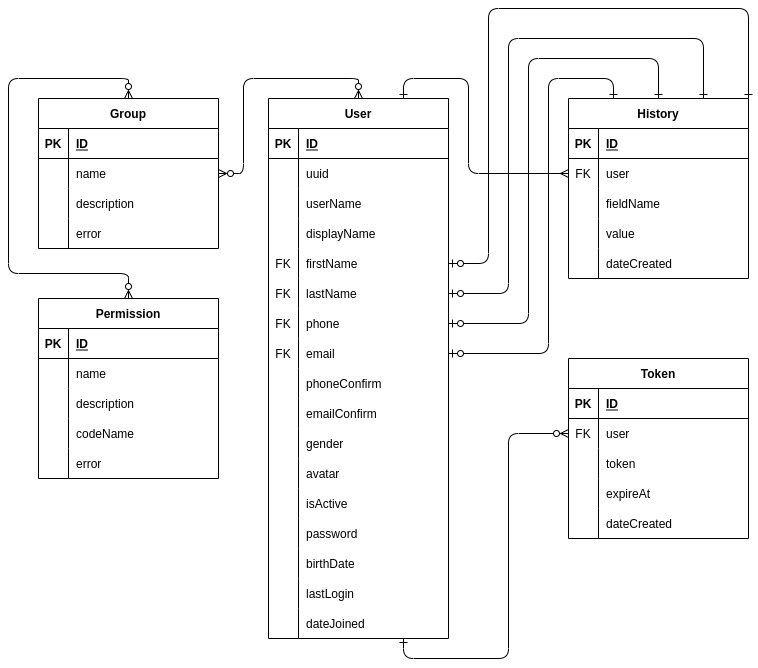 Group
PK ID
name
description
error
Permission
PK ID
name
description
codeName
error
User
PK ID
uuid
userName
displayName
FK firstName
FK lastName
FK phone
FK email
phoneConfirm
emailConfirm
gender
avatar
isActive
password
birthDate
lastLogin
dateJoined
History
PK ID
FK user
fieldName
value
dateCreated
Token
PK ID
FK user
token
expireAt
dateCreated